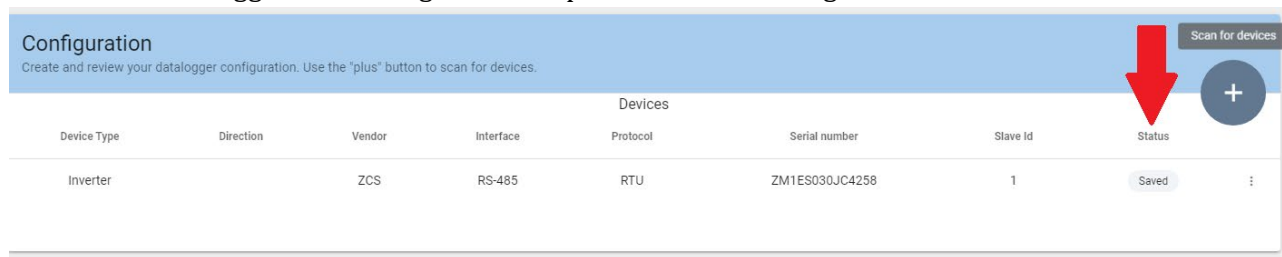 Scan for devices
Configuration
Create and review your datalogger configuration. Use the "plus" button to scan for devices.
+
Devices
Device Type Direction Vendor Interface Protocol Serial number Slave Id Status
Inverter ZCS RS-485 RTU ZM1ES030JC4258 1 Saved